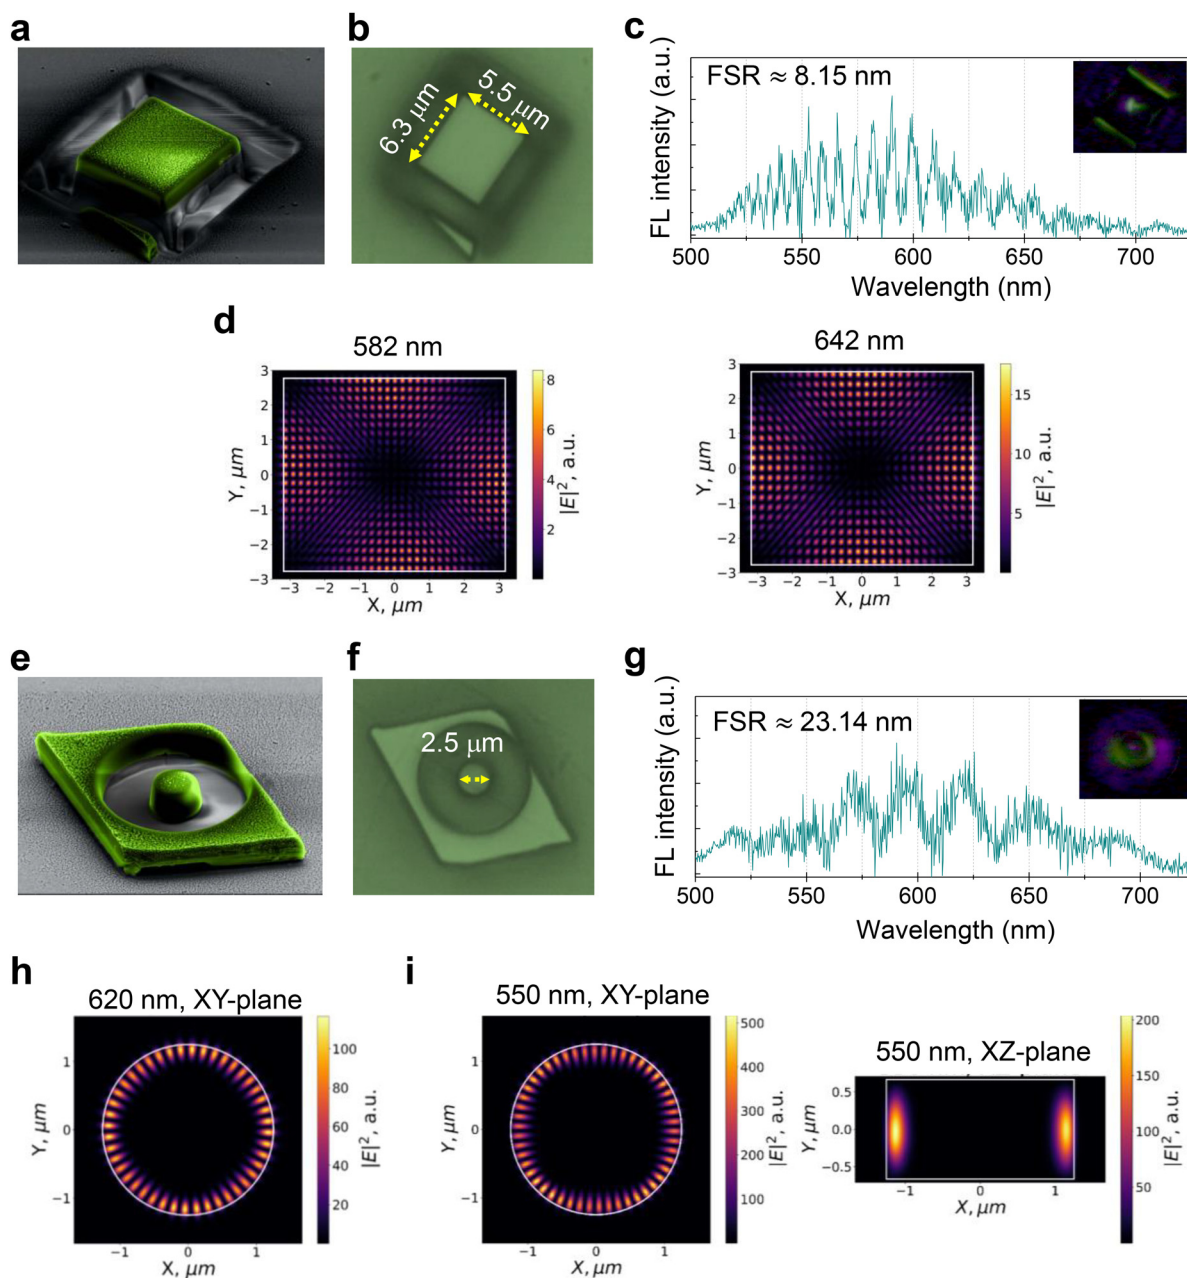 a
b
6.3 μm
5.5 μm
c
FSR ≈ 8.15 nm
FL intensity (a.u.)
500
550
600
650
700
Wavelength (nm)
d
582 nm
3
2
1
0
−1
−2
−3
Y, μm
−3
−2
−1
0
1
2
3
X, μm
8
6
4
2
|E|², a.u.
642 nm
3
2
1
0
−1
−2
−3
Y, μm
−3
−2
−1
0
1
2
3
X, μm
15
10
5
|E|², a.u.
e
f
2.5 μm
g
FSR ≈ 23.14 nm
FL intensity (a.u.)
500
550
600
650
700
Wavelength (nm)
h
620 nm, XY-plane
1
0
−1
Y, μm
−1
0
1
X, μm
100
80
60
40
20
|E|², a.u.
i
550 nm, XY-plane
1
0
−1
Y, μm
−1
0
1
X, μm
500
400
300
200
100
|E|², a.u.
550 nm, XZ-plane
0.5
0.0
−0.5
Y, μm
−1
0
1
X, μm
200
150
100
50
|E|², a.u.